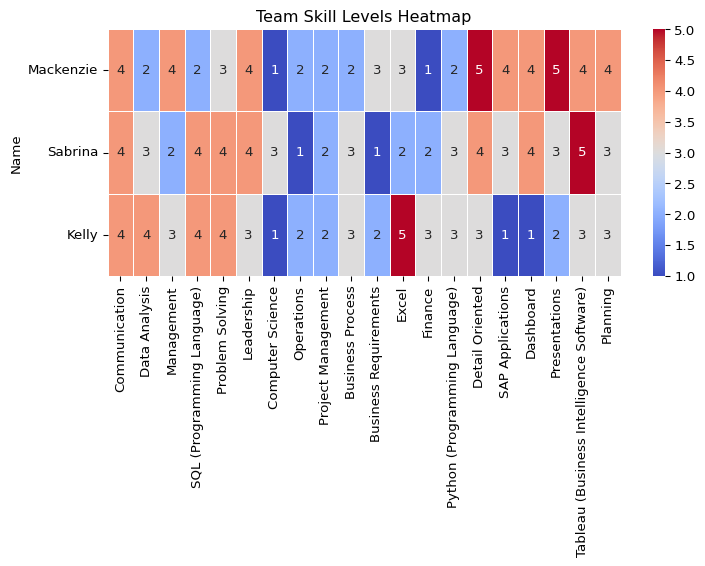 Team Skill Levels Heatmap
Name
Mackenzie 4 2 4 2 3 4 1 2 2 2 3 3 1 2 5 4 4 5 4 4
Sabrina 4 3 2 4 4 4 3 1 2 3 1 2 2 3 4 3 4 3 5 3
Kelly 4 4 3 4 4 3 1 2 2 3 2 5 3 3 3 1 1 2 3 3
Communication
Data Analysis
Management
SQL (Programming Language)
Problem Solving
Leadership
Computer Science
Operations
Project Management
Business Process
Business Requirements
Excel
Finance
Python (Programming Language)
Detail Oriented
SAP Applications
Dashboard
Presentations
Tableau (Business Intelligence Software)
Planning
5.0
4.5
4.0
3.5
3.0
2.5
2.0
1.5
1.0